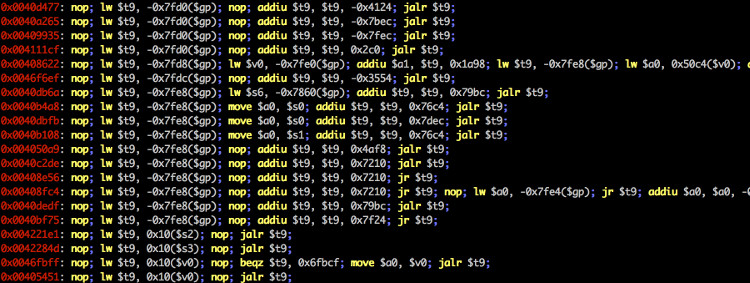 0x0040d477: nop; lw $t9, -0x7fd0($gp); nop; addiu $t9, $t9, -0x4124; jalr $t9;
0x0040a265: nop; lw $t9, -0x7fd0($gp); nop; addiu $t9, $t9, -0x7bec; jalr $t9;
0x00409935: nop; lw $t9, -0x7fd0($gp); nop; addiu $t9, $t9, -0x7fec; jalr $t9;
0x004111cf: nop; lw $t9, -0x7fd0($gp); nop; addiu $t9, $t9, 0x2c0; jalr $t9;
0x00408622: nop; lw $t9, -0x7fd8($gp); lw $v0, -0x7fe0($gp); addiu $a1, $t9, 0x1a98; lw $t9, -0x7fe8($gp); lw $a0, 0x50c4($v0); a
0x0046f6ef: nop; lw $t9, -0x7fdc($gp); nop; addiu $t9, $t9, -0x3554; jalr $t9;
0x0040db6a: nop; lw $t9, -0x7fe8($gp); lw $s6, -0x7860($gp); addiu $t9, $t9, 0x79bc; jalr $t9;
0x0040b4a8: nop; lw $t9, -0x7fe8($gp); move $a0, $s0; addiu $t9, $t9, 0x76c4; jalr $t9;
0x0040dbfb: nop; lw $t9, -0x7fe8($gp); move $a0, $s0; addiu $t9, $t9, 0x7dec; jalr $t9;
0x0040b108: nop; lw $t9, -0x7fe8($gp); move $a0, $s1; addiu $t9, $t9, 0x76c4; jalr $t9;
0x004050a9: nop; lw $t9, -0x7fe8($gp); nop; addiu $t9, $t9, 0x4af8; jalr $t9;
0x0040c2de: nop; lw $t9, -0x7fe8($gp); nop; addiu $t9, $t9, 0x7210; jalr $t9;
0x00408e56: nop; lw $t9, -0x7fe8($gp); nop; addiu $t9, $t9, 0x7210; jr $t9;
0x00408fc4: nop; lw $t9, -0x7fe8($gp); nop; addiu $t9, $t9, 0x7210; jr $t9; nop; lw $a0, -0x7fe4($gp); jr $t9; addiu $a0, $a0, -0
0x0040dedf: nop; lw $t9, -0x7fe8($gp); nop; addiu $t9, $t9, 0x79bc; jalr $t9;
0x0040bf75: nop; lw $t9, -0x7fe8($gp); nop; addiu $t9, $t9, 0x7f24; jr $t9;
0x004221e1: nop; lw $t9, 0x10($s2); nop; jalr $t9;
0x0042284d: nop; lw $t9, 0x10($s3); nop; jalr $t9;
0x0046fbff: nop; lw $t9, 0x10($v0); nop; beqz $t9, 0x6fbcf; move $a0, $v0; jalr $t9;
0x00405451: nop; lw $t9, 0x10($v0); nop; jalr $t9;